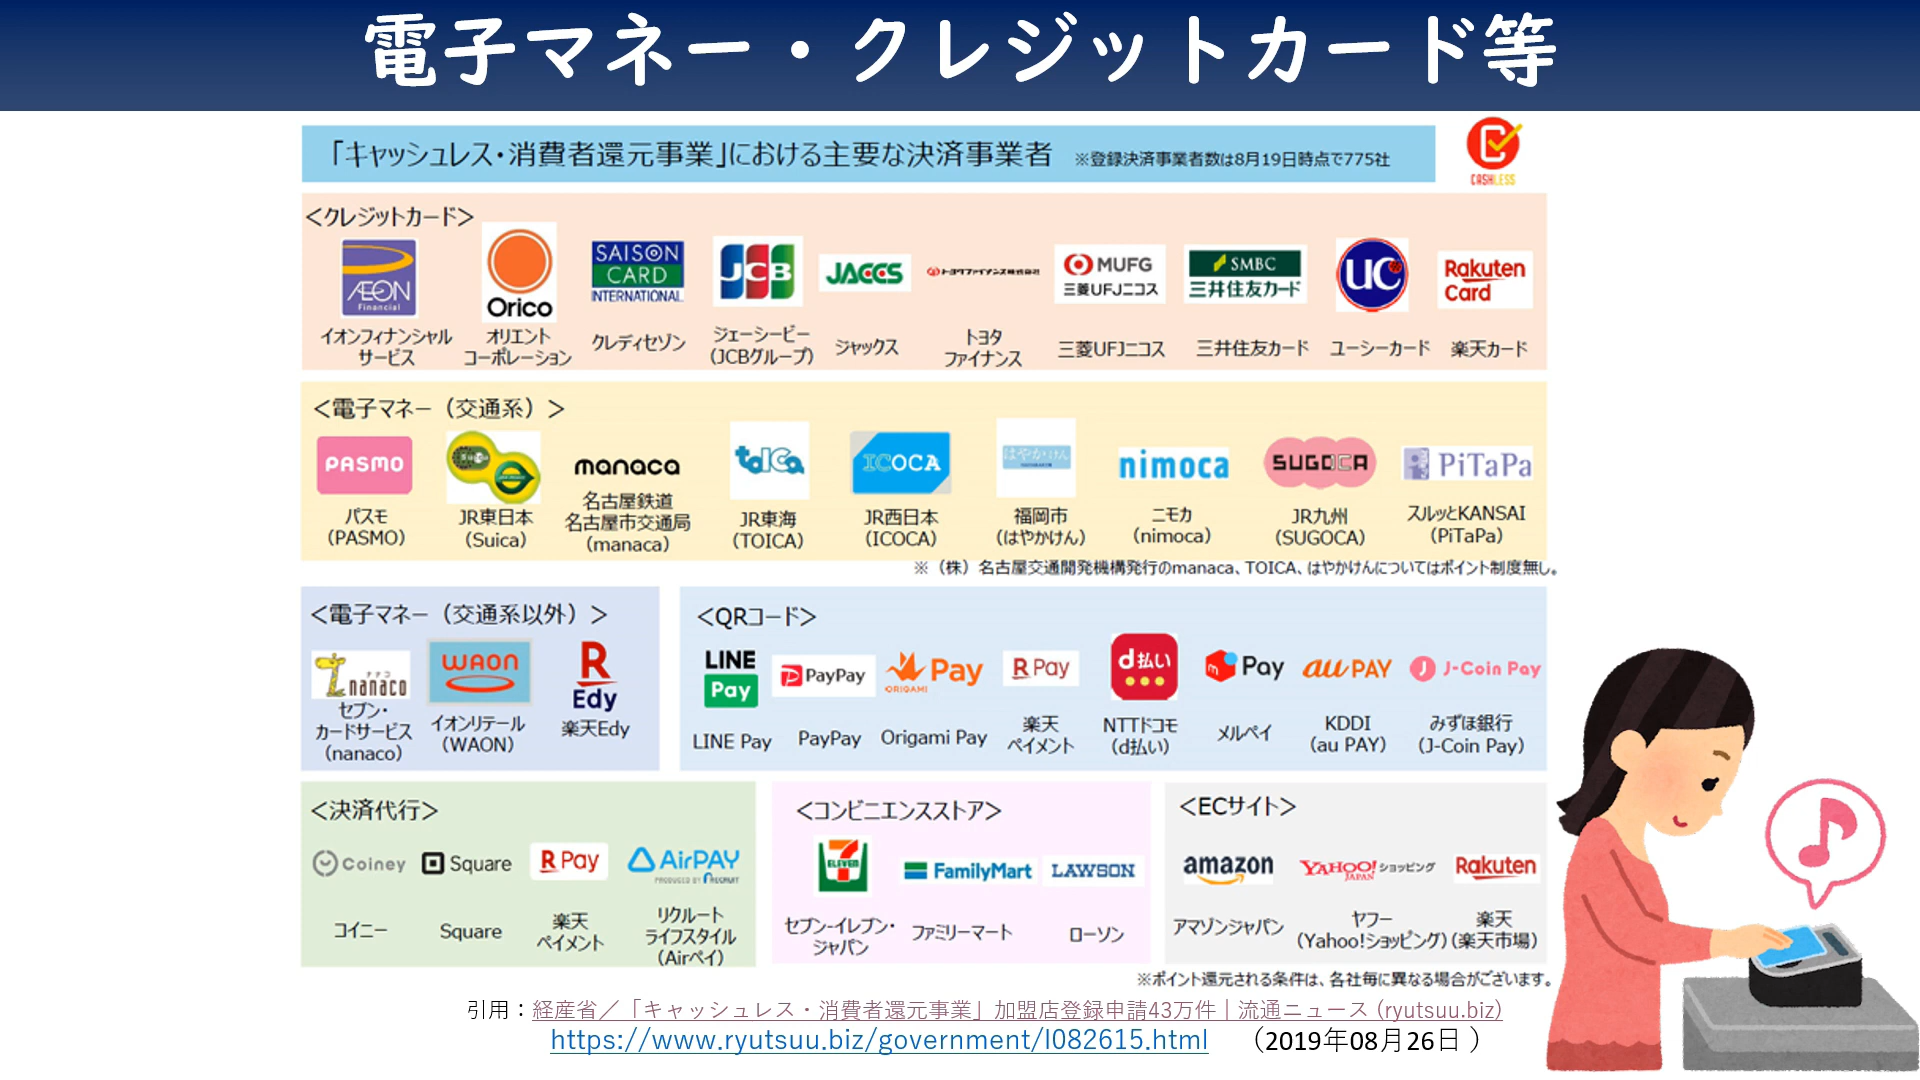 電子マネー・クレジットカード等
「キャッシュレス・消費者還元事業」における主要な決済事業者 ※登録決済事業者数は8月19日時点で775社
CASHLESS
＜クレジットカード＞
AEON Financial
Orico
SAISON CARD INTERNATIONAL
JCB
JACCS
トヨタファイナンス株式会社
MUFG 三菱UFJニコス
SMBC 三井住友カード
UC
Rakuten Card
イオンフィナンシャルサービス
オリエントコーポレーション
クレディセゾン
ジェーシービー（JCBグループ）
ジャックス
トヨタファイナンス
三菱UFJニコス
三井住友カード
ユーシーカード
楽天カード
＜電子マネー（交通系）＞
PASMO
Suica
manaca
toICa
ICOCA
はやかけん
nimoca
SUGOCA
PiTaPa
パスモ（PASMO）
JR東日本（Suica）
名古屋鉄道 名古屋市交通局（manaca）
JR東海（TOICA）
JR西日本（ICOCA）
福岡市（はやかけん）
ニモカ（nimoca）
JR九州（SUGOCA）
スルッとKANSAI（PiTaPa）
※（株）名古屋交通開発機構発行のmanaca、TOICA、はやかけんについてはポイント制度無し。
＜電子マネー（交通系以外）＞
ナナコ nanaco
WAON
R Edy
セブン・カードサービス（nanaco）
イオンリテール（WAON）
楽天Edy
＜QRコード＞
LINE Pay
PayPay
ORIGAMI Pay
R Pay
d払い
m Pay
au PAY
J-Coin Pay
LINE Pay
PayPay
Origami Pay
楽天ペイメント
NTTドコモ（d払い）
メルペイ
KDDI（au PAY）
みずほ銀行（J-Coin Pay）
＜決済代行＞
Coiney
Square
R Pay
AirPAY PRODUCED BY RECRUIT
コイニー
Square
楽天ペイメント
リクルートライフスタイル（Airペイ）
＜コンビニエンスストア＞
7 ELEVEN
FamilyMart
LAWSON
セブン-イレブン・ジャパン
ファミリーマート
ローソン
＜ECサイト＞
amazon
YAHOO! JAPAN ショッピング
Rakuten
アマゾンジャパン
ヤフー（Yahoo!ショッピング）
楽天（楽天市場）
※ポイント還元される条件は、各社毎に異なる場合がございます。
引用：経産省／「キャッシュレス・消費者還元事業」加盟店登録申請43万件 | 流通ニュース (ryutsuu.biz)
https://www.ryutsuu.biz/government/l082615.html （2019年08月26日 ）